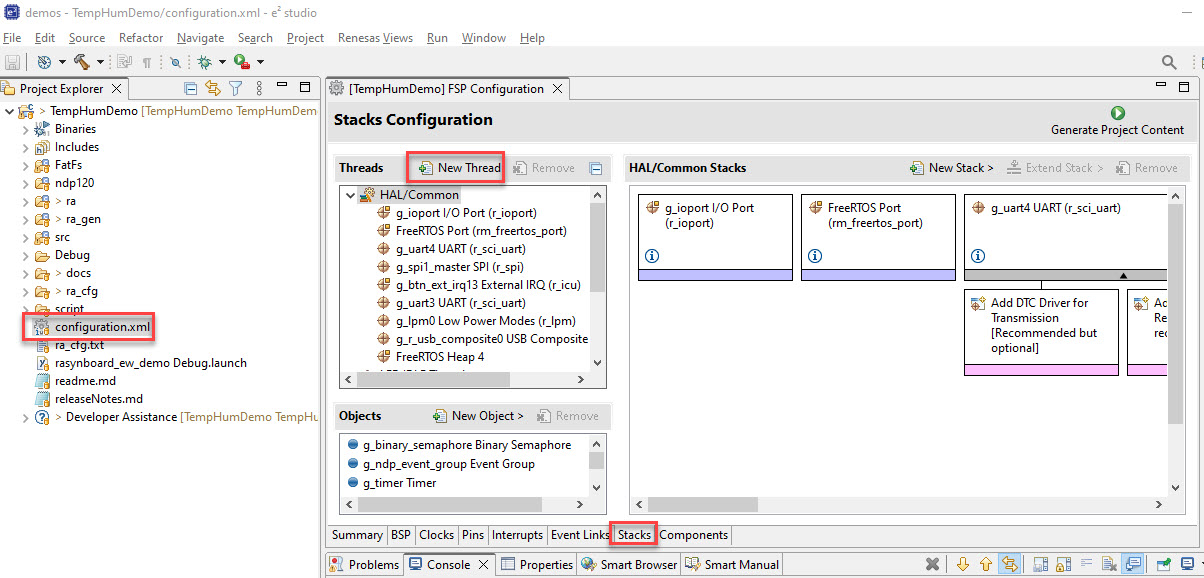 demos - TempHumDemo/configuration.xml - e² studio
File Edit Source Refactor Navigate Search Project Renesas Views Run Window Help
Project Explorer
TempHumDemo [TempHumDemo TempHumDem
Binaries
Includes
FatFs
ndp120
> ra
> ra_gen
src
Debug
> docs
> ra_cfg
script
configuration.xml
ra_cfg.txt
rasynboard_ew_demo Debug.launch
readme.md
releaseNotes.md
> Developer Assistance [TempHumDemo TempHu
[TempHumDemo] FSP Configuration
Stacks Configuration
Generate Project Content
Threads New Thread Remove
HAL/Common
g_ioport I/O Port (r_ioport)
FreeRTOS Port (rm_freertos_port)
g_uart4 UART (r_sci_uart)
g_spi1_master SPI (r_spi)
g_btn_ext_irq13 External IRQ (r_icu)
g_uart3 UART (r_sci_uart)
g_lpm0 Low Power Modes (r_lpm)
g_r_usb_composite0 USB Composite
FreeRTOS Heap 4
Objects New Object > Remove
g_binary_semaphore Binary Semaphore
g_ndp_event_group Event Group
g_timer Timer
HAL/Common Stacks New Stack > Extend Stack > Remove
g_ioport I/O Port
(r_ioport)
FreeRTOS Port
(rm_freertos_port)
g_uart4 UART (r_sci_uart)
Add DTC Driver for
Transmission
[Recommended but
optional]
Ad
Re
rec
Summary BSP Clocks Pins Interrupts Event Links Stacks Components
Problems Console Properties Smart Browser Smart Manual